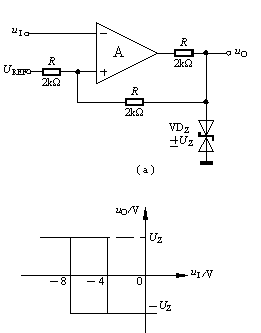 uI
−
A
R
2kΩ
uO
UREF
R
2kΩ
+
R
2kΩ
VDZ
±UZ
(a)
uO/V
UZ
−8
−4
0
uI/V
−UZ